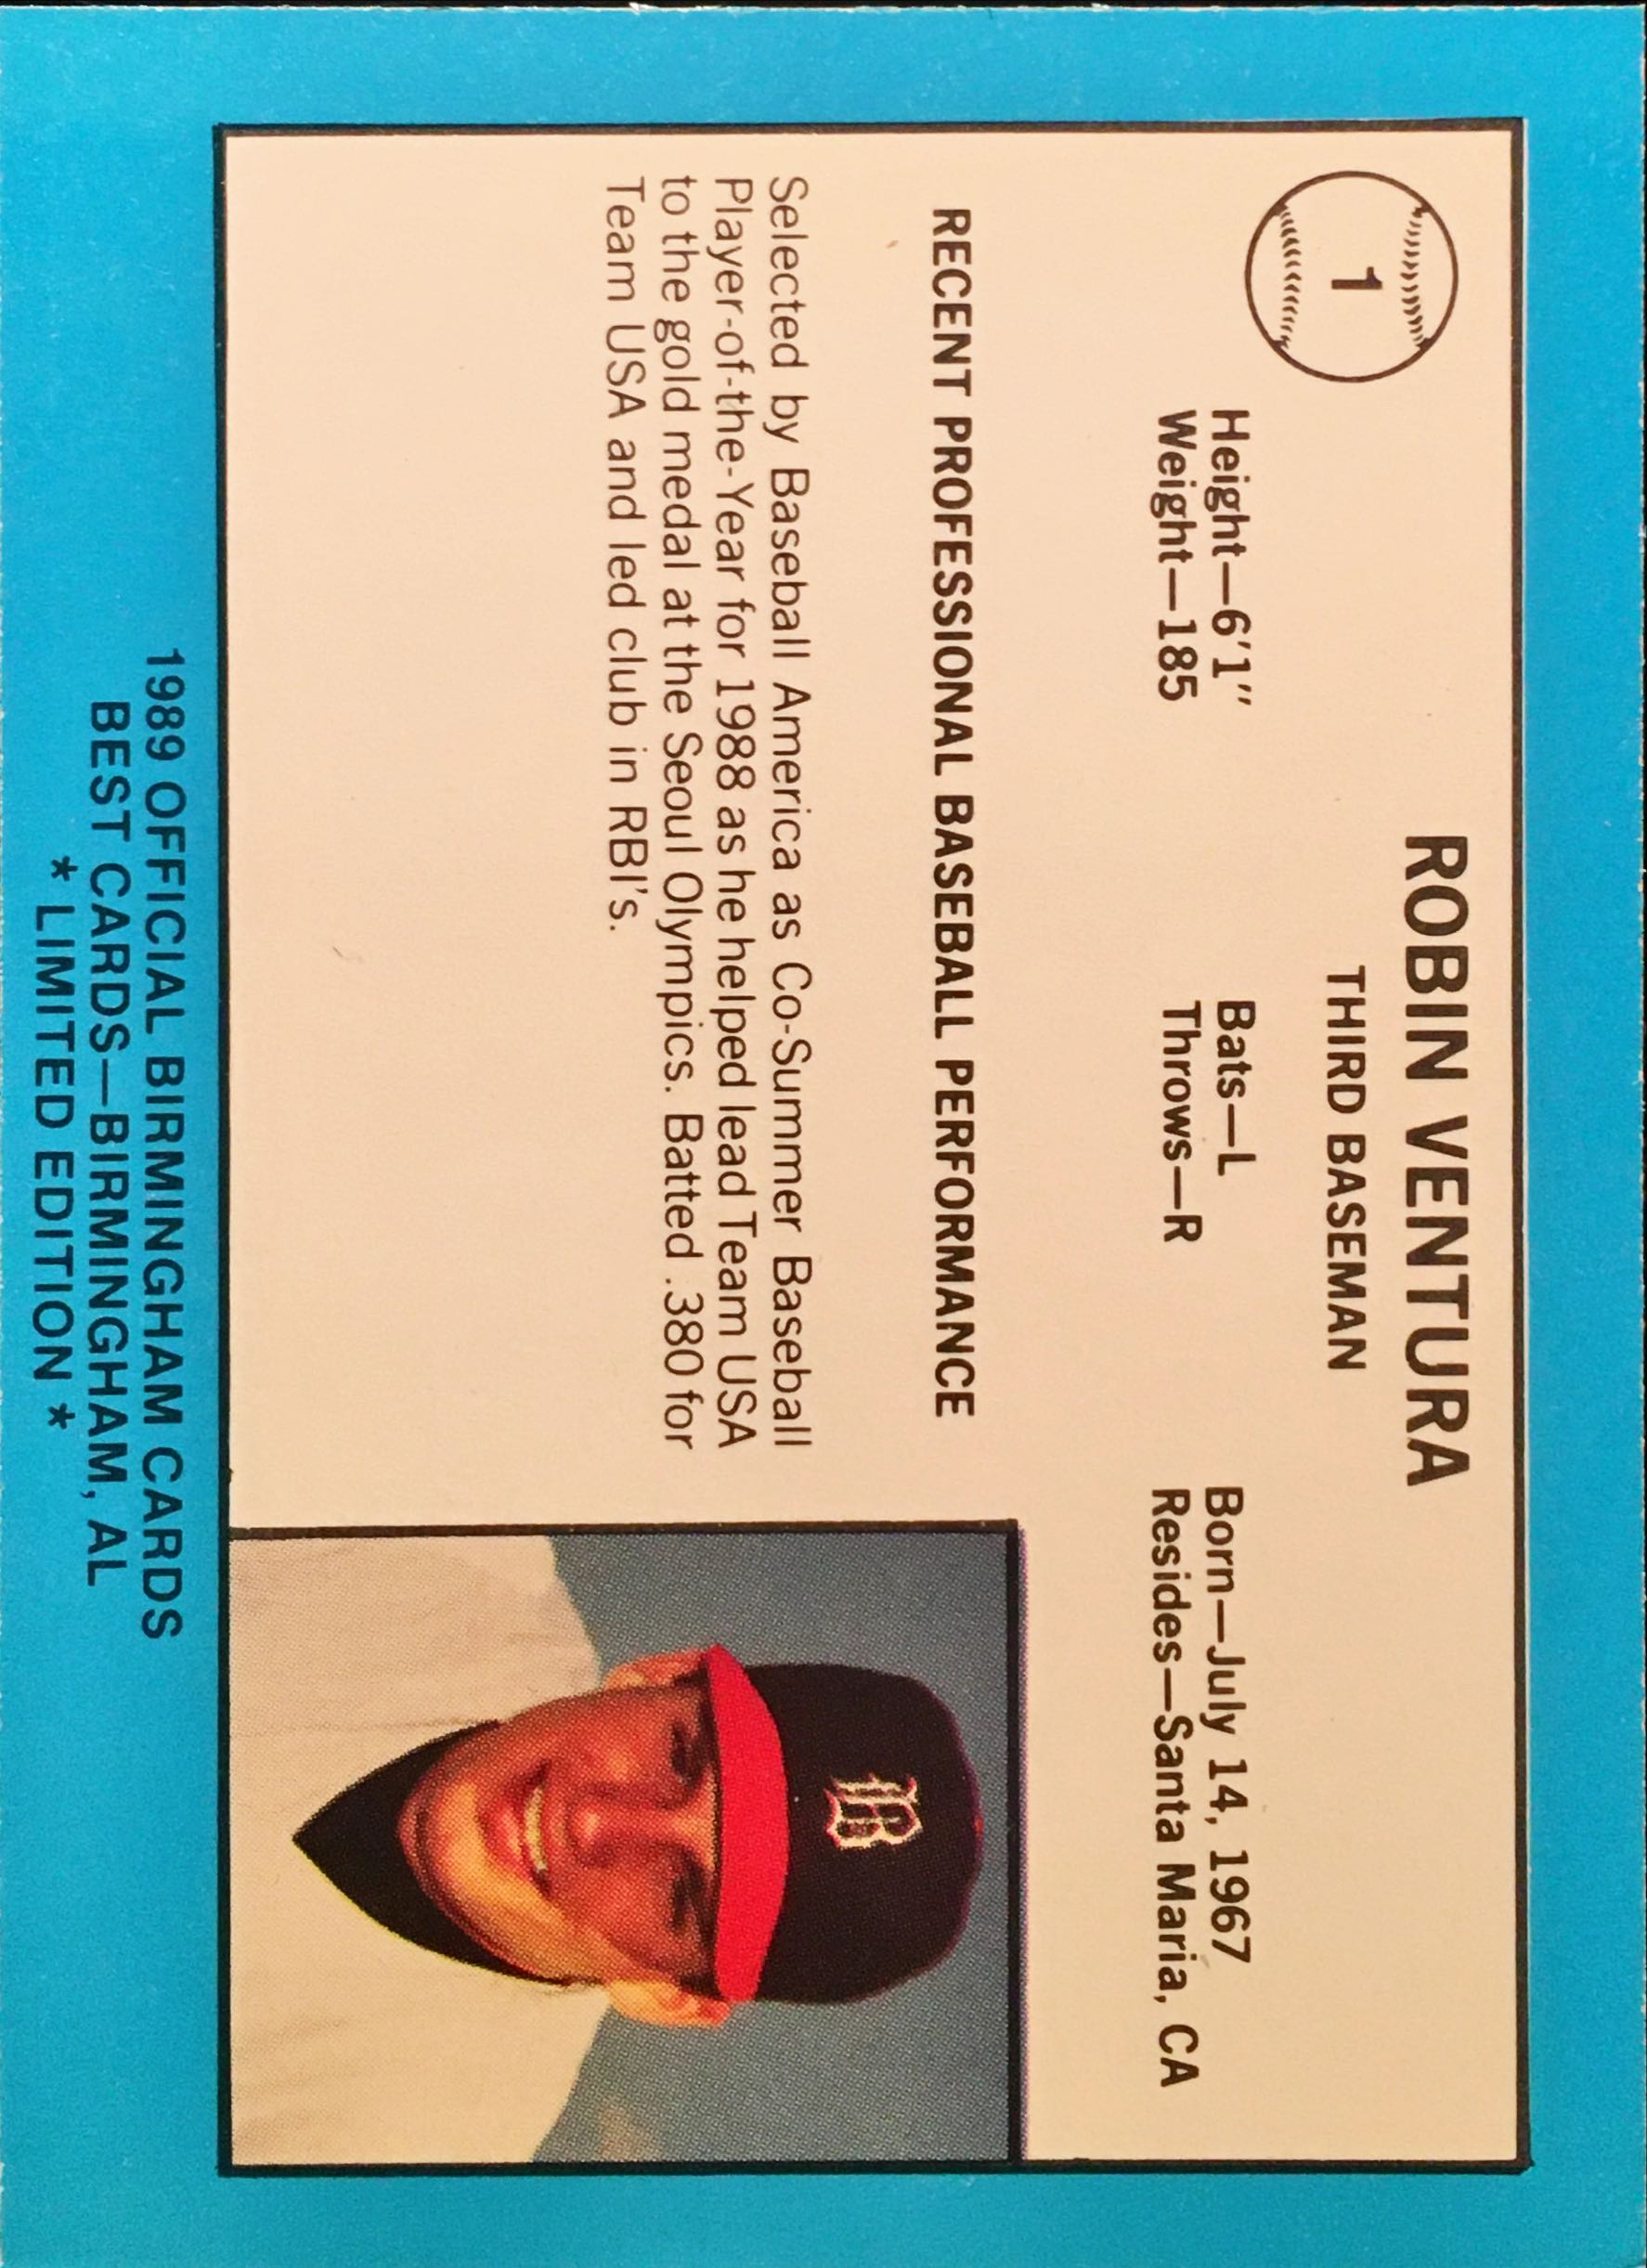 1
ROBIN VENTURA
THIRD BASEMAN
Height—6'1" Bats—L Born—July 14, 1967
Weight—185 Throws—R Resides—Santa Maria, CA
RECENT PROFESSIONAL BASEBALL PERFORMANCE
Selected by Baseball America as Co-Summer Baseball
Player-of-the-Year for 1988 as he helped lead Team USA
to the gold medal at the Seoul Olympics. Batted .380 for
Team USA and led club in RBI's.
B
1989 OFFICIAL BIRMINGHAM CARDS
BEST CARDS—BIRMINGHAM, AL
* LIMITED EDITION *